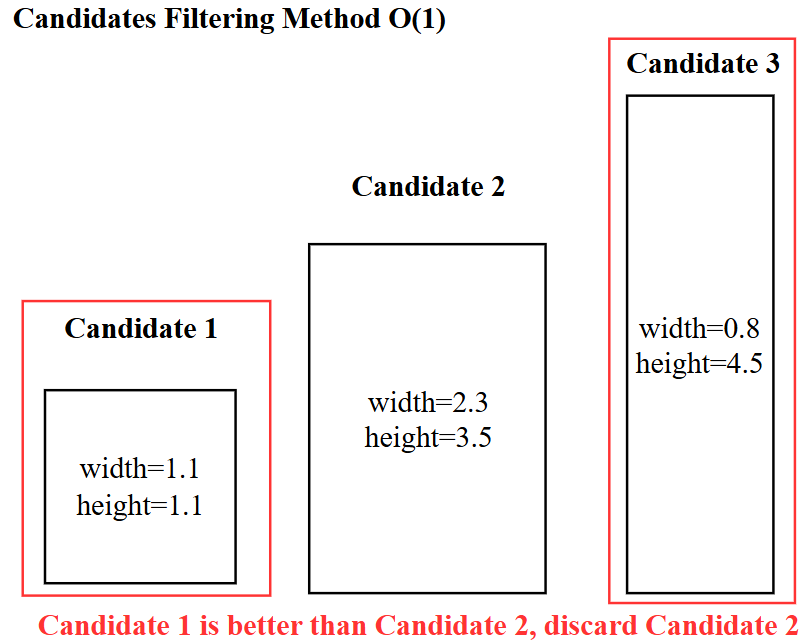 Candidates Filtering Method O(1)
Candidate 3
Candidate 2
Candidate 1
width=0.8
height=4.5
width=2.3
height=3.5
width=1.1
height=1.1
Candidate 1 is better than Candidate 2, discard Candidate 2